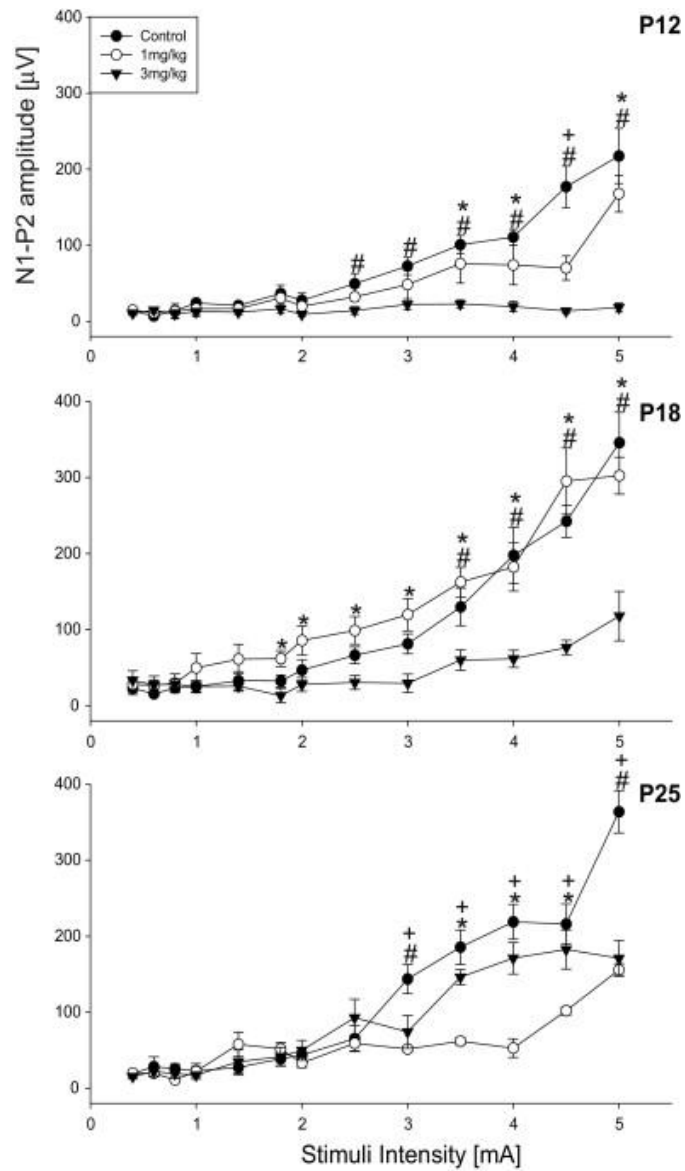 400
P12
Control
1mg/kg
3mg/kg
N1-P2 amplitude [µV]
300
* #
+ #
* #
* #
# #
200
100
0
0 1 2 3 4 5
400
P18
* #
* #
* #
* #
* * * * *
300
200
100
0
0 1 2 3 4 5
400
P25
+ #
+ *
+ *
+ *
+ #
300
200
100
0
0 1 2 3 4 5
Stimuli Intensity [mA]